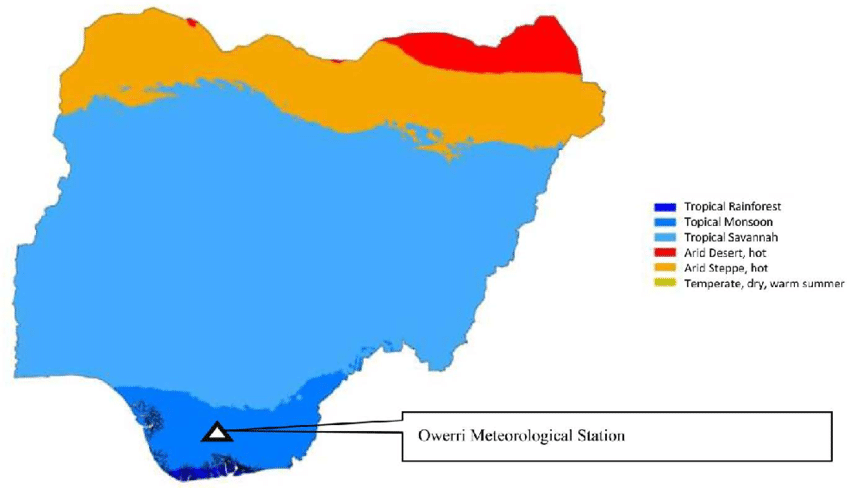 Tropical Rainforest
Topical Monsoon
Tropical Savannah
Arid Desert, hot
Arid Steppe, hot
Temperate, dry, warm summer
Owerri Meteorological Station